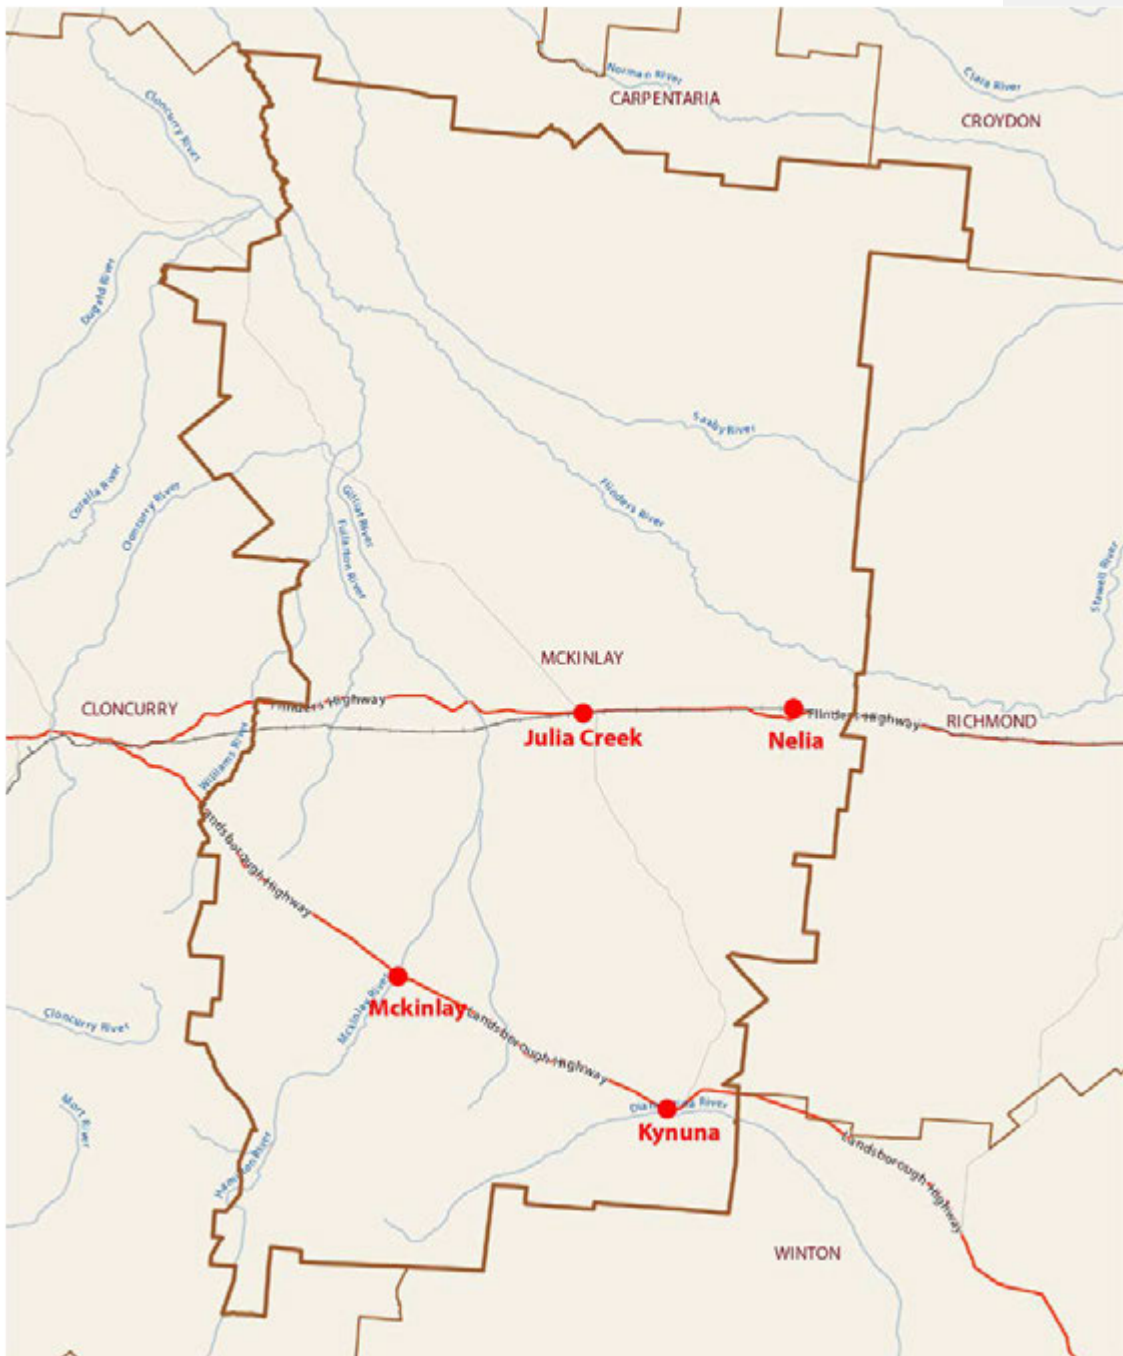 Norman River
CARPENTARIA
Clara River
CROYDON
Cloncurry River
Dugald River
Saxby River
Corella River
Cloncurry River
Flinders River
Gilliat River
Fullarton River
Stawell River
MCKINLAY
CLONCURRY
Flinders Highway
Julia Creek
Nelia
Flinders Highway
RICHMOND
Williams River
Landsborough Highway
Mckinlay River
Mckinlay
Landsborough Highway
Cloncurry River
Mort River
Kynuna
Landsborough Highway
Hamilton River
WINTON